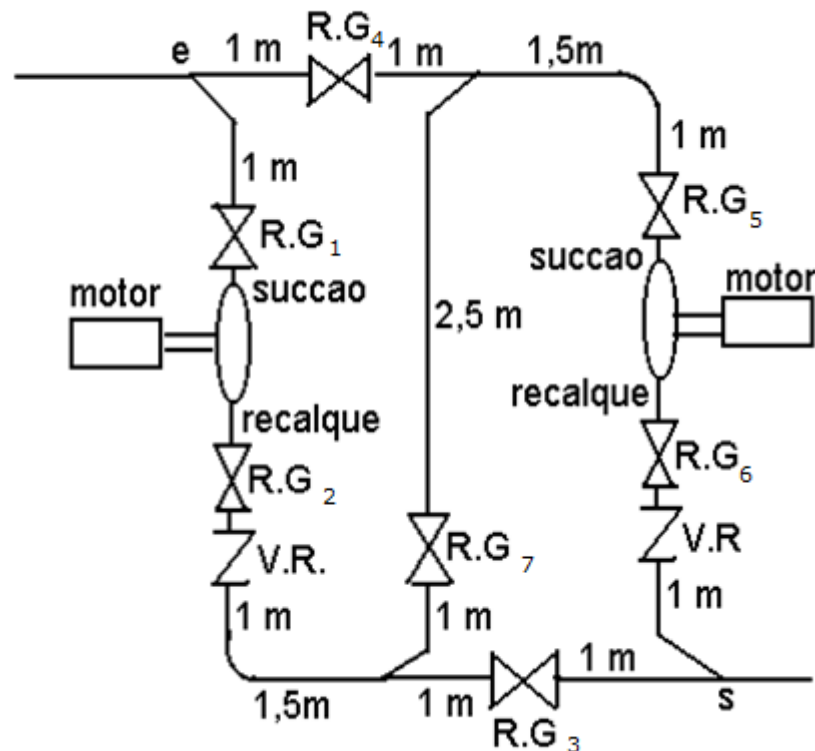 R.G4
e 1 m 1 m 1,5m
1 m 1 m
R.G1 R.G5
motor succao succao motor
2,5 m
recalque recalque
R.G 2 R.G6
V.R. R.G 7 V.R
1 m 1 m 1 m
1,5m 1 m 1 m s
R.G 3